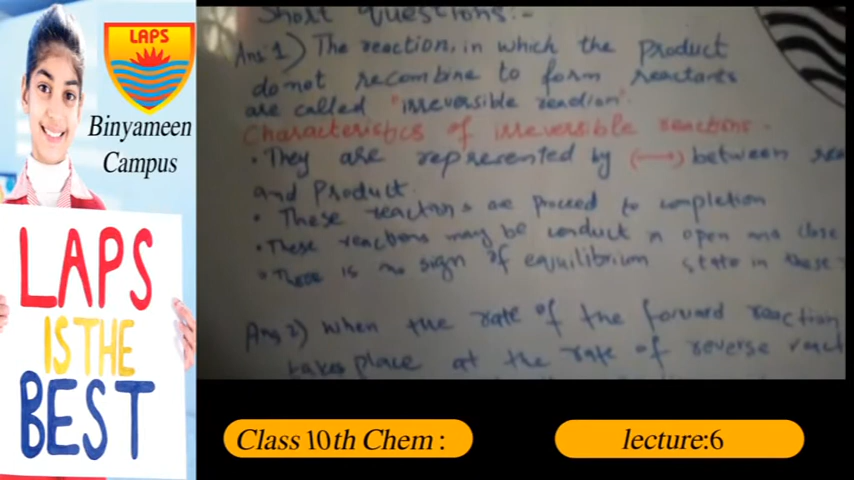 LAPS
Binyameen
Campus
LAPS
IS THE
BEST
Short Questions:-
Ans 1) The reaction, in which the product
do not recombine to form reactants
are called "irreversible reaction".
Characteristics of irreversible reactions.
• They are represented by (⟶) between rea
and Product.
• These reactions are proceed to completion
• These reactions may be conduct in open and close
• There is no sign of equilibrium state in these
Ans 2) When the rate of the forward reaction
takes place at the rate of reverse react
Class 10th Chem :
lecture:6